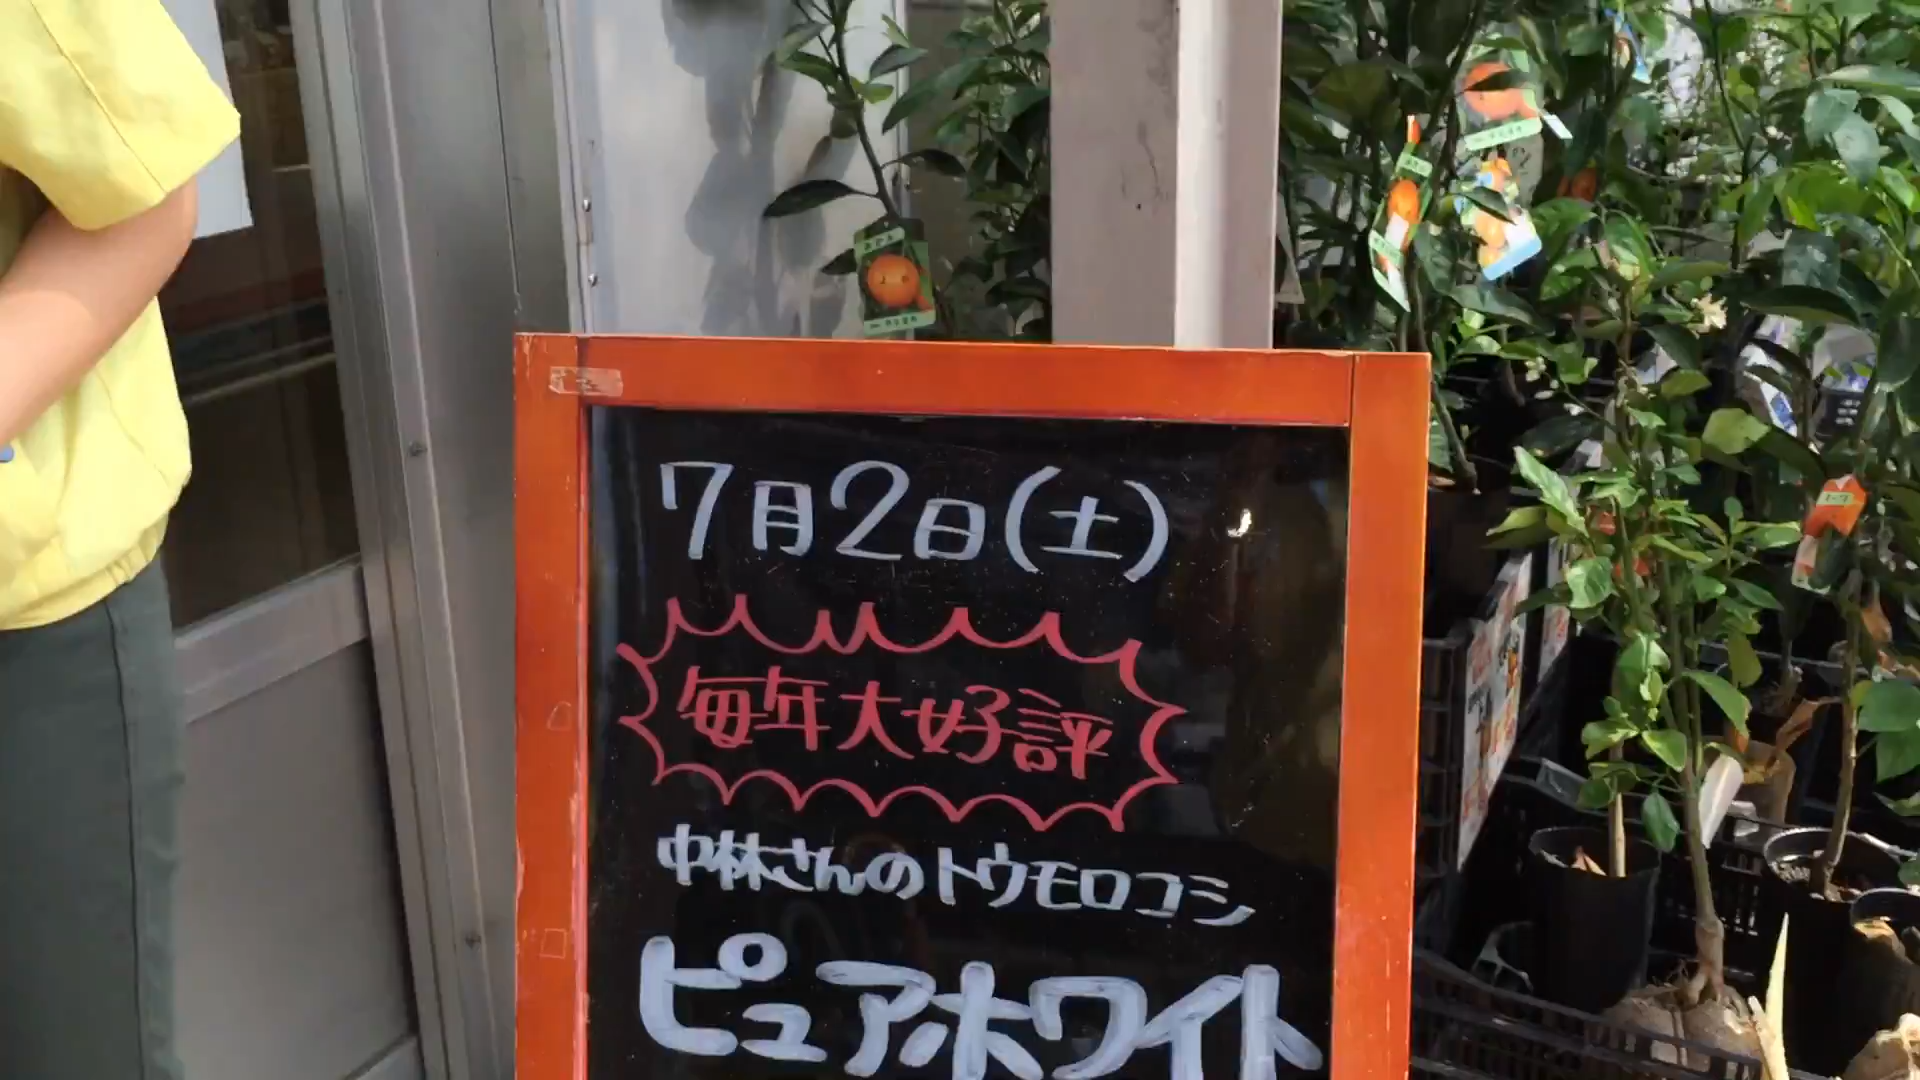 7月2日(土)
毎年大好評
中林さんのトウモロコシ
ピュアホワイト